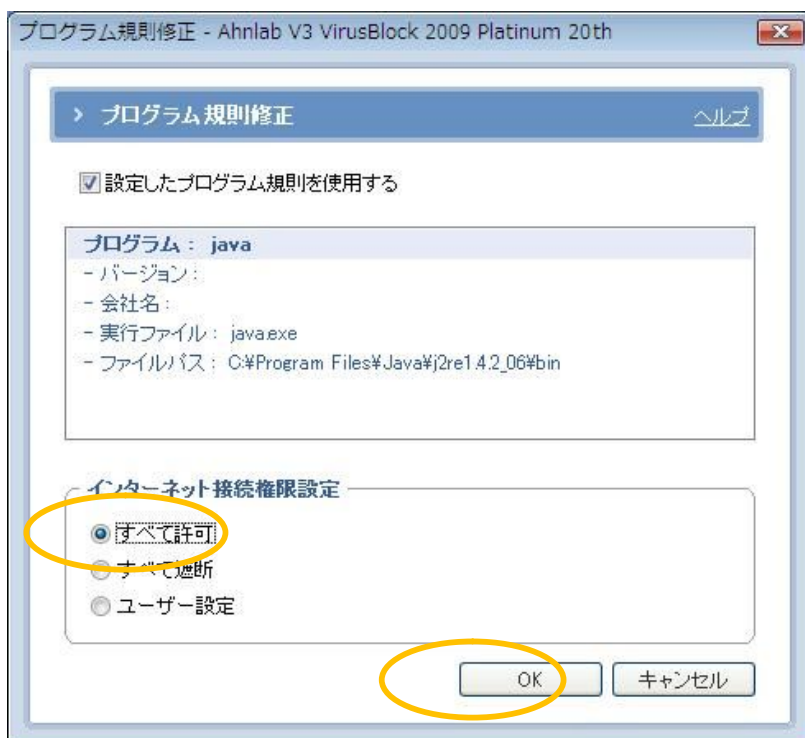 プログラム規則修正 - Ahnlab V3 VirusBlock 2009 Platinum 20th
プログラム規則修正
ヘルプ
設定したプログラム規則を使用する
プログラム : java
- バージョン :
- 会社名 :
- 実行ファイル : java.exe
- ファイルパス : C:¥Program Files¥Java¥j2re1.4.2_06¥bin
インターネット接続権限設定
すべて許可
すべて遮断
ユーザー設定
OK
キャンセル